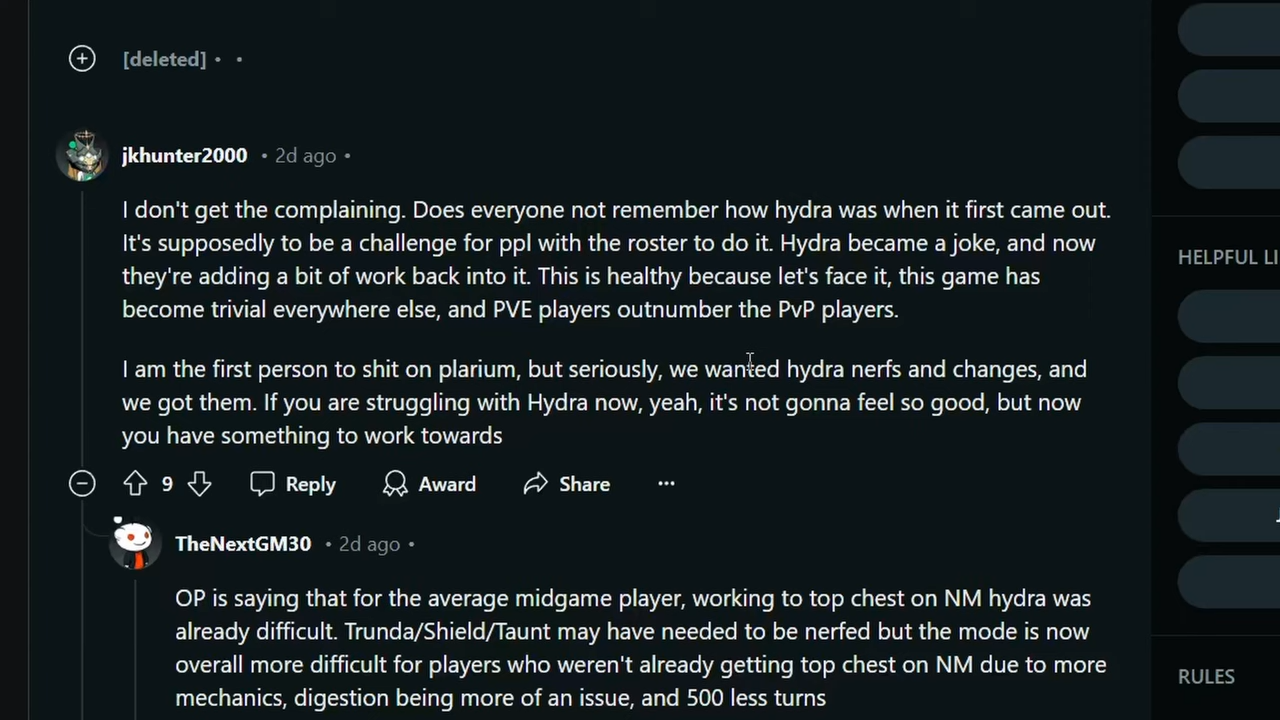 [deleted] • •
jkhunter2000 • 2d ago •
I don't get the complaining. Does everyone not remember how hydra was when it first came out.
It's supposedly to be a challenge for ppl with the roster to do it. Hydra became a joke, and now
they're adding a bit of work back into it. This is healthy because let's face it, this game has
become trivial everywhere else, and PVE players outnumber the PvP players.
I am the first person to shit on plarium, but seriously, we wanted hydra nerfs and changes, and
we got them. If you are struggling with Hydra now, yeah, it's not gonna feel so good, but now
you have something to work towards
9 Reply Award Share ...
TheNextGM30 • 2d ago •
OP is saying that for the average midgame player, working to top chest on NM hydra was
already difficult. Trunda/Shield/Taunt may have needed to be nerfed but the mode is now
overall more difficult for players who weren't already getting top chest on NM due to more
mechanics, digestion being more of an issue, and 500 less turns
HELPFUL LI
RULES